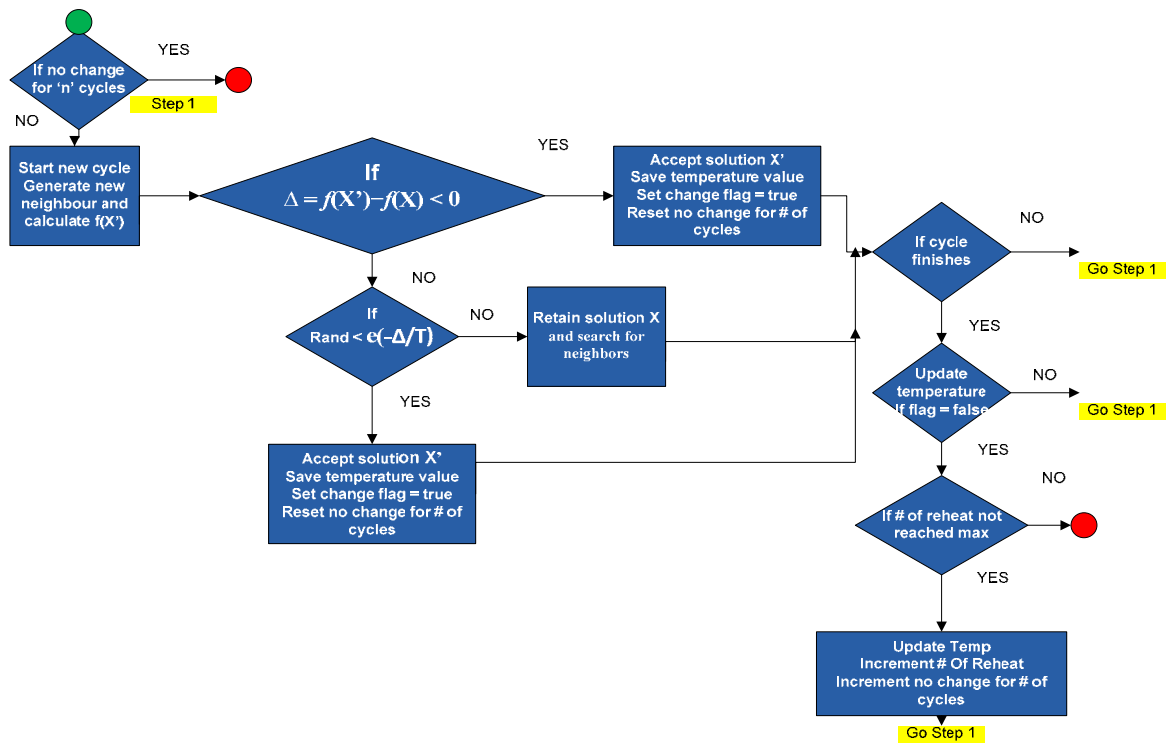 YES
If no change
for ‘n’ cycles
Step 1
NO
Start new cycle
Generate new
neighbour and
calculate f(X’)
If
Δ = f(X’)–f(X) < 0
YES
Accept solution X’
Save temperature value
Set change flag = true
Reset no change for # of
cycles
NO
If
Rand < e(–Δ/T)
NO
Retain solution X
and search for
neighbors
YES
Accept solution X’
Save temperature value
Set change flag = true
Reset no change for # of
cycles
If cycle
finishes
NO
Go Step 1
YES
Update
temperature
If flag = false
NO
Go Step 1
YES
If # of reheat not
reached max
NO
YES
Update Temp
Increment # Of Reheat
Increment no change for # of
cycles
Go Step 1